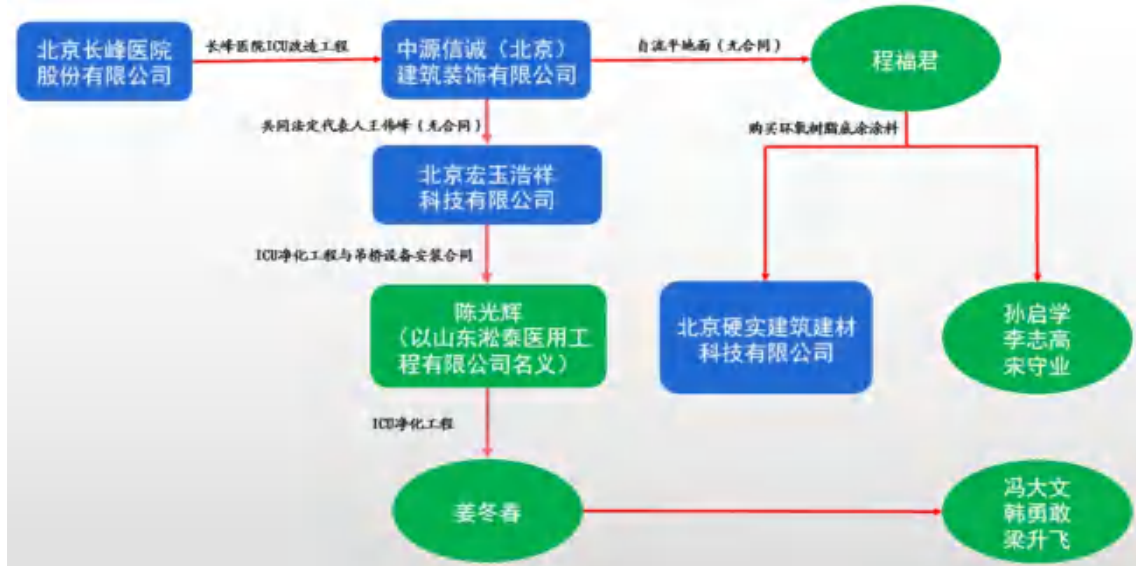 北京长峰医院
股份有限公司
长峰医院ICU改造工程
中源信诚（北京）
建筑装饰有限公司
自流平地面（无合同）
程福君
共同法定代表人王伟峰（无合同）
购买环氧树脂底涂涂料
北京宏玉浩祥
科技有限公司
ICU净化工程与吊桥设备安装合同
陈光辉
（以山东淞泰医用工
程有限公司名义）
北京硬实建筑建材
科技有限公司
孙启学
李志高
宋守业
ICU净化工程
姜冬春
冯大文
韩勇敢
梁升飞